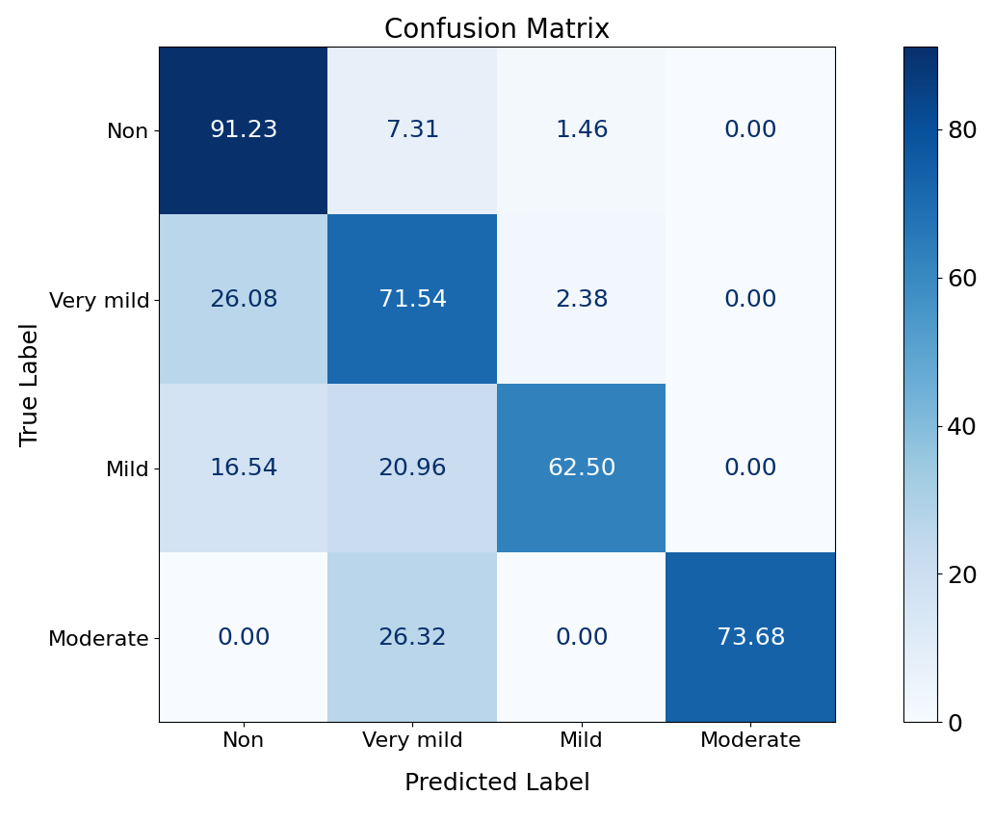 Confusion Matrix
True Label
Non 91.23 7.31 1.46 0.00
Very mild 26.08 71.54 2.38 0.00
Mild 16.54 20.96 62.50 0.00
Moderate 0.00 26.32 0.00 73.68
Non Very mild Mild Moderate
Predicted Label
80
60
40
20
0